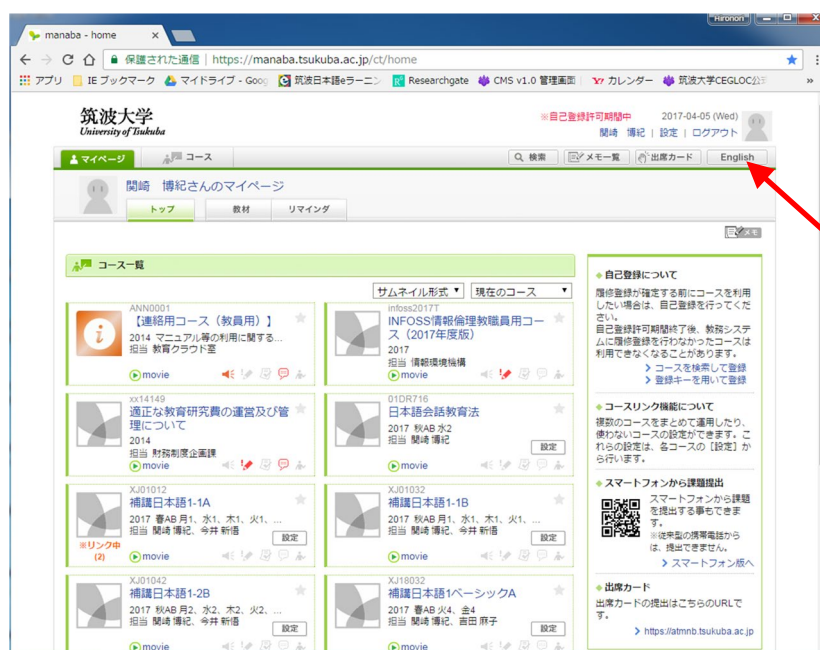 Hironori
manaba - home
保護された通信 | https://manaba.tsukuba.ac.jp/ct/home
アプリ IE ブックマーク マイドライブ - Goog 筑波日本語eラーニン Researchgate CMS v1.0 管理画面 カレンダー 筑波大学CEGLOC公式 »
筑波大学
University of Tsukuba
※自己登録許可期間中 2017-04-05 (Wed)
関崎 博紀 | 設定 | ログアウト
マイページ コース 検索 メモ一覧 出席カード English
関崎 博紀さんのマイページ
トップ 教材 リマインダ
メモ
コース一覧
サムネイル形式 ▼ 現在のコース ▼
ANN0001
【連絡用コース（教員用）】
2014 マニュアル等の利用に関する...
担当 教育クラウド室
movie
infoss2017T
INFOSS情報倫理教職員用コー
ス（2017年度版）
2017
担当 情報環境機構
movie
xx14149
適正な教育研究費の運営及び管
理について
2014
担当 財務制度企画課
movie
01DR716
日本語会話教育法
2017 秋AB 水2
担当 関崎 博紀
設定
movie
XJ01012
補講日本語1-1A
2017 春AB 月1、水1、木1、火1、...
担当 関崎 博紀、今井 新悟
設定
※リンク中
(2)
movie
XJ01032
補講日本語1-1B
2017 秋AB 月1、水1、木1、火1、...
担当 関崎 博紀、今井 新悟
設定
movie
XJ01042
補講日本語1-2B
2017 秋AB 月2、水2、木2、火2、...
担当 関崎 博紀、今井 新悟
設定
movie
XJ18032
補講日本語1ベーシックA
2017 春AB 火4、金4
担当 関崎 博紀、吉田 麻子
設定
movie
自己登録について
履修登録が確定する前にコースを利用
したい場合は、自己登録を行ってくだ
さい。
自己登録許可期間終了後、教務システ
ムに履修登録を行わなかったコースは
利用できなくなることがあります。
コースを検索して登録
登録キーを用いて登録
コースリンク機能について
複数のコースをまとめて運用したり、
使わないコースの設定ができます。こ
れらの設定は、各コースの［設定］か
ら行います。
スマートフォンから課題提出
スマートフォンから課題
を提出する事もできま
す。
※従来型の携帯電話から
は、提出できません。
スマートフォン版へ
出席カード
出席カードの提出はこちらのURLで
す。
https://atmnb.tsukuba.ac.jp